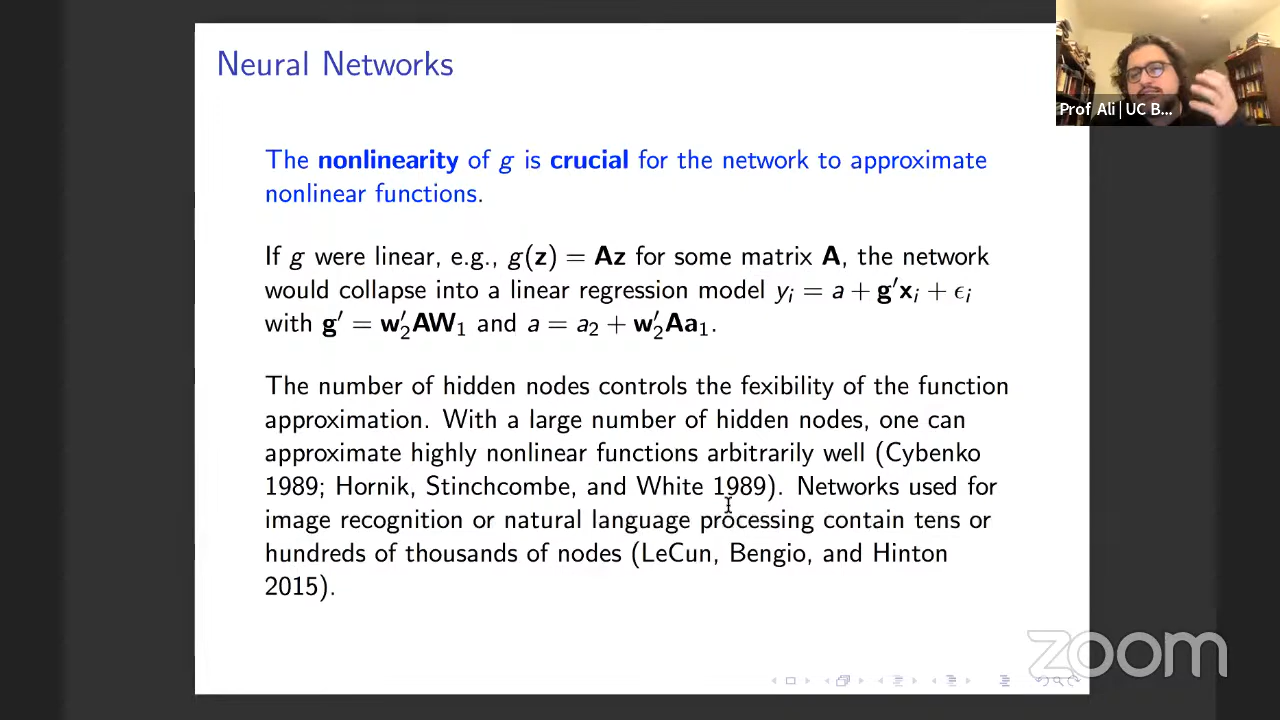 Neural Networks
Prof Ali | UC B...
The nonlinearity of g is crucial for the network to approximate
nonlinear functions.
If g were linear, e.g., g(z) = Az for some matrix A, the network
would collapse into a linear regression model yᵢ = a + g′xᵢ + ϵᵢ
with g′ = w′₂AW₁ and a = a₂ + w′₂Aa₁.
The number of hidden nodes controls the fexibility of the function
approximation. With a large number of hidden nodes, one can
approximate highly nonlinear functions arbitrarily well (Cybenko
1989; Hornik, Stinchcombe, and White 1989). Networks used for
image recognition or natural language processing contain tens or
hundreds of thousands of nodes (LeCun, Bengio, and Hinton
2015).
zoom